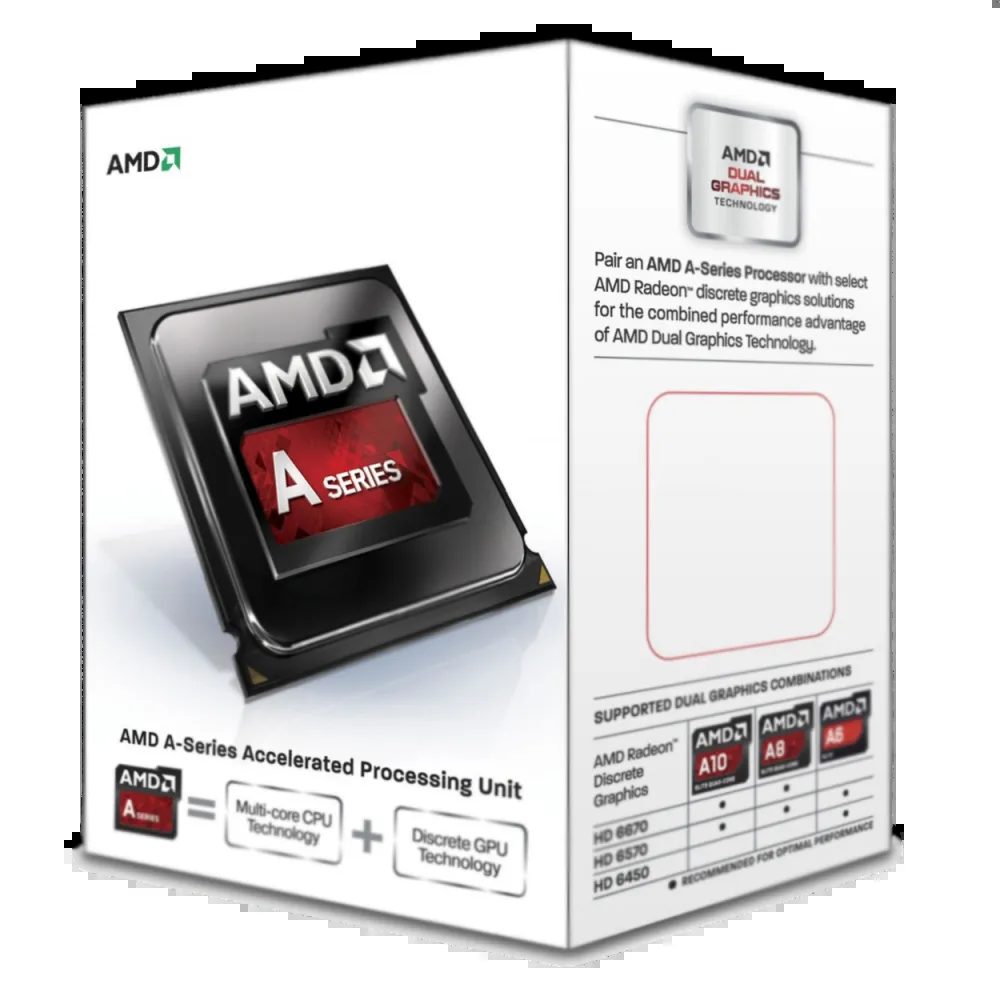 AMD
AMD
A SERIES
AMD A-Series Accelerated Processing Unit
AMD
A SERIES
=
Multi-core CPU
Technology
+
Discrete GPU
Technology
AMD
DUAL
GRAPHICS
TECHNOLOGY
Pair an AMD A-Series Processor with select
AMD Radeon™ discrete graphics solutions
for the combined performance advantage
of AMD Dual Graphics Technology.
SUPPORTED DUAL GRAPHICS COMBINATIONS
AMD Radeon™
Discrete
Graphics
AMD
A10
AMD
A8
AMD
A6
HD 6670
HD 6570
HD 6450
● RECOMMENDED FOR OPTIMAL PERFORMANCE